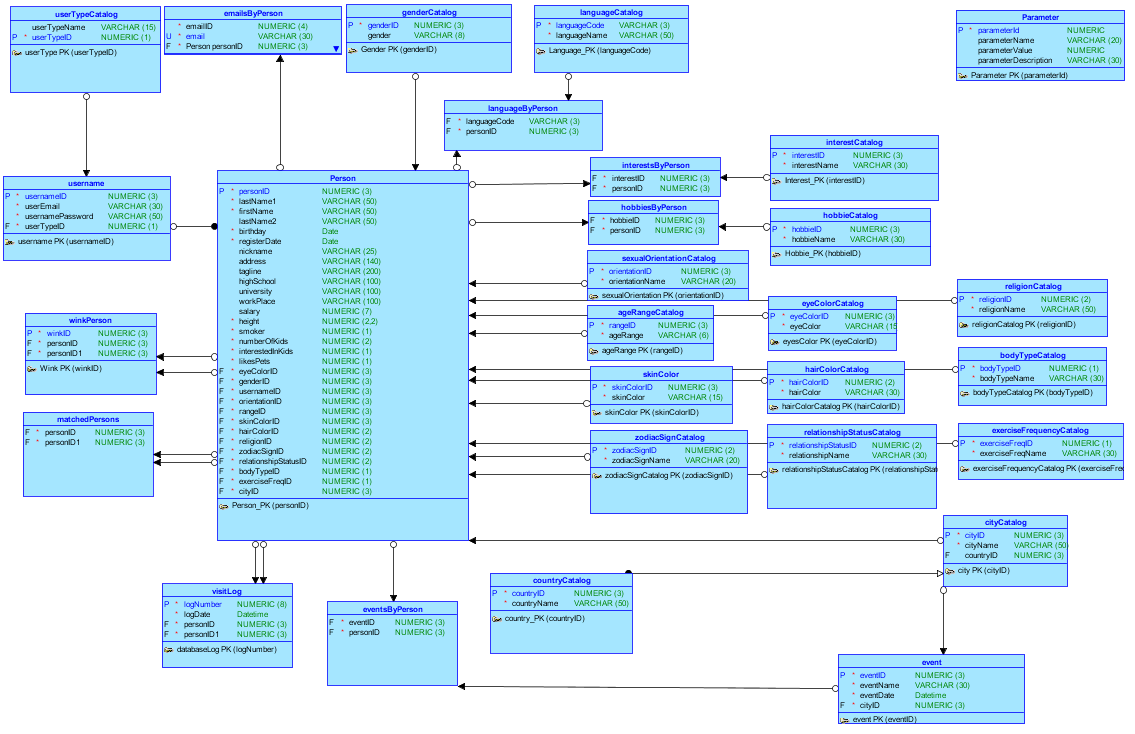 userTypeCatalog
userTypeName VARCHAR (15)
P * userTypeID NUMERIC (1)
userType PK (userTypeID)
emailsByPerson
* emailID NUMERIC (4)
U * email VARCHAR (30)
F * Person personID NUMERIC (3)
genderCatalog
P * genderID NUMERIC (3)
gender VARCHAR (8)
Gender PK (genderID)
languageCatalog
P * languageCode VARCHAR (3)
* languageName VARCHAR (50)
Language_PK (languageCode)
Parameter
P * parameterId NUMERIC
parameterName VARCHAR (20)
parameterValue NUMERIC
parameterDescription VARCHAR (30)
Parameter PK (parameterId)
languageByPerson
F * languageCode VARCHAR (3)
F * personID NUMERIC (3)
username
P * usernameID NUMERIC (3)
* userEmail VARCHAR (30)
* usernamePassword VARCHAR (50)
F * userTypeID NUMERIC (1)
username PK (usernameID)
Person
P * personID NUMERIC (3)
* lastName1 VARCHAR (50)
* firstName VARCHAR (50)
lastName2 VARCHAR (50)
* birthday Date
* registerDate Date
nickname VARCHAR (25)
address VARCHAR (140)
tagline VARCHAR (200)
highSchool VARCHAR (100)
university VARCHAR (100)
workPlace VARCHAR (100)
salary NUMERIC (7)
* height NUMERIC (2,2)
* smoker NUMERIC (1)
* numberOfKids NUMERIC (2)
* interestedInKids NUMERIC (1)
* likesPets NUMERIC (1)
F * eyeColorID NUMERIC (3)
F * genderID NUMERIC (3)
F * usernameID NUMERIC (3)
F * orientationID NUMERIC (3)
F * rangeID NUMERIC (3)
F * skinColorID NUMERIC (3)
F * hairColorID NUMERIC (2)
F * religionID NUMERIC (2)
F * zodiacSignID NUMERIC (2)
F * relationshipStatusID NUMERIC (2)
F * bodyTypeID NUMERIC (1)
F * exerciseFreqID NUMERIC (1)
F * cityID NUMERIC (3)
Person_PK (personID)
interestsByPerson
F * interestID NUMERIC (3)
F * personID NUMERIC (3)
interestCatalog
P * interestID NUMERIC (3)
* interestName VARCHAR (30)
Interest_PK (interestID)
hobbiesByPerson
F * hobbieID NUMERIC (3)
F * personID NUMERIC (3)
hobbieCatalog
P * hobbieID NUMERIC (3)
* hobbieName VARCHAR (30)
Hobbie_PK (hobbieID)
sexualOrientationCatalog
P * orientationID NUMERIC (3)
* orientationName VARCHAR (20)
sexualOrientation PK (orientationID)
religionCatalog
P * religionID NUMERIC (2)
* religionName VARCHAR (50)
religionCatalog PK (religionID)
ageRangeCatalog
P * rangeID NUMERIC (3)
* ageRange VARCHAR (6)
ageRange PK (rangeID)
eyeColorCatalog
P * eyeColorID NUMERIC (3)
* eyeColor VARCHAR (15
eyesColor PK (eyeColorID)
winkPerson
P * winkID NUMERIC (3)
F * personID NUMERIC (3)
F * personID1 NUMERIC (3)
Wink PK (winkID)
bodyTypeCatalog
P * bodyTypeID NUMERIC (1)
* bodyTypeName VARCHAR (30)
bodyTypeCatalog PK (bodyTypeID)
skinColor
P * skinColorID NUMERIC (3)
* skinColor VARCHAR (15)
skinColor PK (skinColorID)
hairColorCatalog
P * hairColorID NUMERIC (2)
* hairColor VARCHAR (30)
hairColorCatalog PK (hairColorID)
matchedPersons
F * personID NUMERIC (3)
F * personID1 NUMERIC (3)
zodiacSignCatalog
P * zodiacSignID NUMERIC (2)
* zodiacSignName VARCHAR (20)
zodiacSignCatalog PK (zodiacSignID)
relationshipStatusCatalog
P * relationshipStatusID NUMERIC (2)
* relationshipName VARCHAR (30)
relationshipStatusCatalog PK (relationshipStat
exerciseFrequencyCatalog
P * exerciseFreqID NUMERIC (1)
* exerciseFreqName VARCHAR (30)
exerciseFrequencyCatalog PK (exerciseFre
cityCatalog
P * cityID NUMERIC (3)
* cityName VARCHAR (50)
F countryID NUMERIC (3)
city PK (cityID)
countryCatalog
P * countryID NUMERIC (3)
* countryName VARCHAR (50)
country_PK (countryID)
visitLog
P * logNumber NUMERIC (8)
* logDate Datetime
F * personID NUMERIC (3)
F * personID1 NUMERIC (3)
databaseLog PK (logNumber)
eventsByPerson
F * eventID NUMERIC (3)
F * personID NUMERIC (3)
event
P * eventID NUMERIC (3)
* eventName VARCHAR (30)
* eventDate Datetime
F * cityID NUMERIC (3)
event PK (eventID)